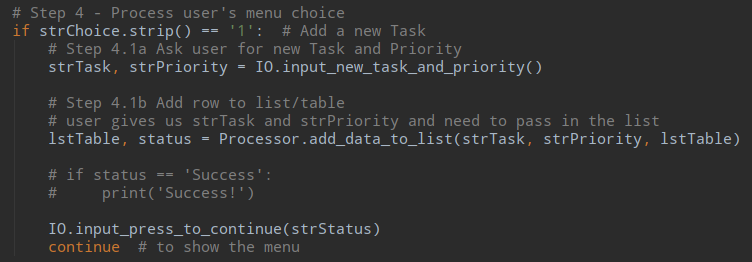 # Step 4 - Process user's menu choice
if strChoice.strip() == '1':  # Add a new Task
    # Step 4.1a Ask user for new Task and Priority
    strTask, strPriority = IO.input_new_task_and_priority()

    # Step 4.1b Add row to list/table
    # user gives us strTask and strPriority and need to pass in the list
    lstTable, status = Processor.add_data_to_list(strTask, strPriority, lstTable)

    # if status == 'Success':
    #     print('Success!')

    IO.input_press_to_continue(strStatus)
    continue  # to show the menu